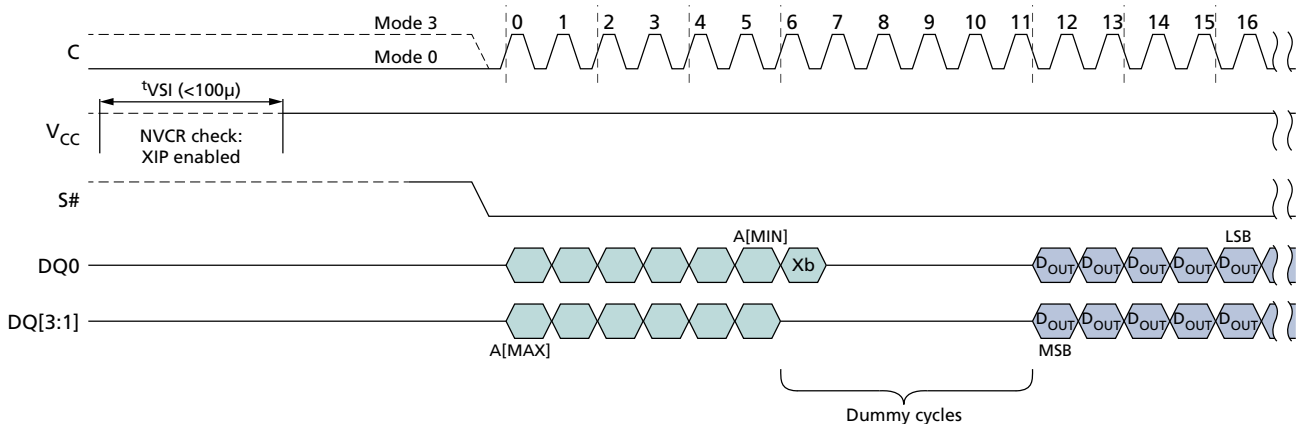 Mode 3 0 1 2 3 4 5 6 7 8 9 10 11 12 13 14 15 16
C
Mode 0
tVSI (<100μ)
VCC
NVCR check:
XIP enabled
S#
A[MIN] LSB
DQ0 Xb DOUT DOUT DOUT DOUT DOUT
DQ[3:1] DOUT DOUT DOUT DOUT DOUT
A[MAX] MSB
Dummy cycles